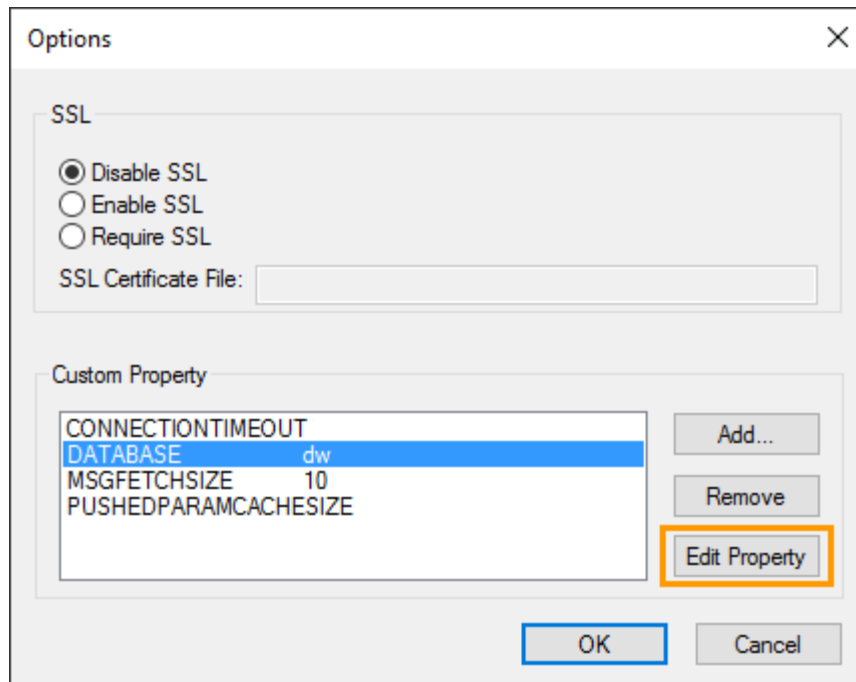 Options
SSL
Disable SSL
Enable SSL
Require SSL
SSL Certificate File:
Custom Property
CONNECTIONTIMEOUT
DATABASE dw
MSGFETCHSIZE 10
PUSHEDPARAMCACHESIZE
Add...
Remove
Edit Property
OK Cancel